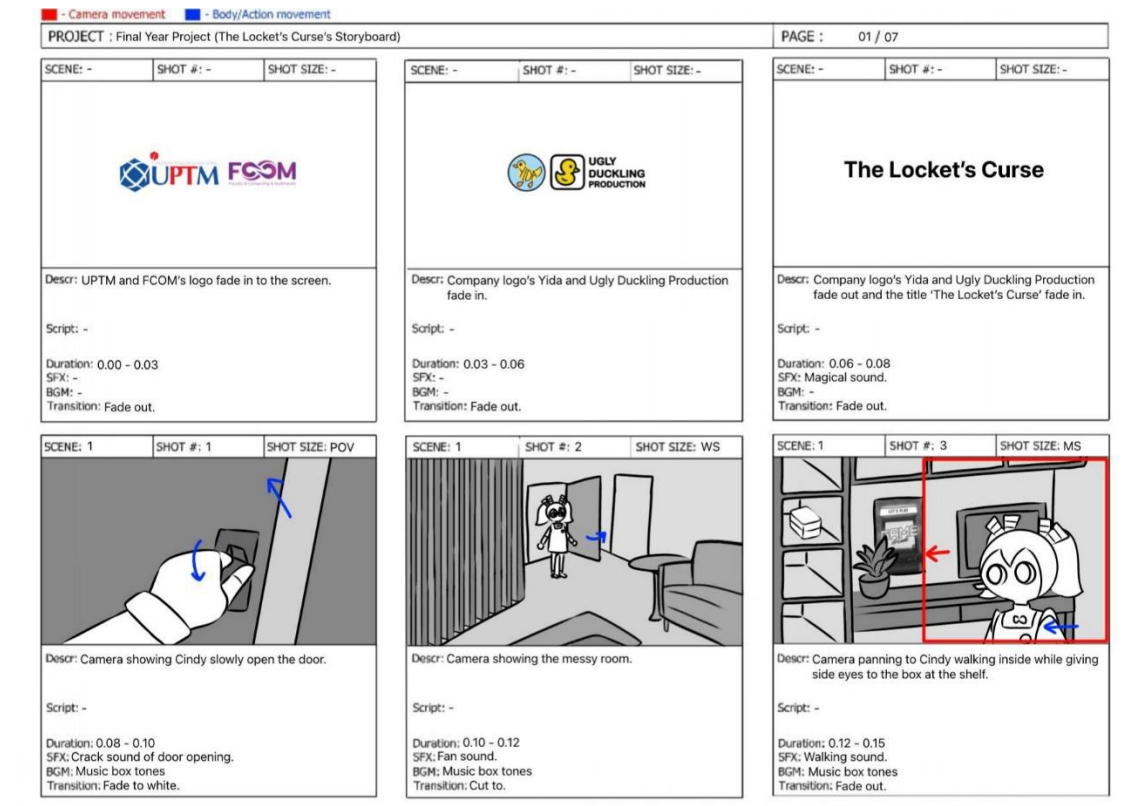 - Camera movement - Body/Action movement
PROJECT : Final Year Project (The Locket's Curse's Storyboard) PAGE : 01 / 07
SCENE: - SHOT #: - SHOT SIZE: -
UPTM FCOM
Descr: UPTM and FCOM's logo fade in to the screen.
Script: -
Duration: 0.00 - 0.03
SFX: -
BGM: -
Transition: Fade out.
SCENE: - SHOT #: - SHOT SIZE: -
UGLY
DUCKLING
PRODUCTION
Descr: Company logo's Yida and Ugly Duckling Production
fade in.
Script: -
Duration: 0.03 - 0.06
SFX: -
BGM: -
Transition: Fade out.
SCENE: - SHOT #: - SHOT SIZE: -
The Locket's Curse
Descr: Company logo's Yida and Ugly Duckling Production
fade out and the title 'The Locket's Curse' fade in.
Script: -
Duration: 0.06 - 0.08
SFX: Magical sound.
BGM: -
Transition: Fade out.
SCENE: 1 SHOT #: 1 SHOT SIZE: POV
Descr: Camera showing Cindy slowly open the door.
Script: -
Duration: 0.08 - 0.10
SFX: Crack sound of door opening.
BGM: Music box tones
Transition: Fade to white.
SCENE: 1 SHOT #: 2 SHOT SIZE: WS
Descr: Camera showing the messy room.
Script: -
Duration: 0.10 - 0.12
SFX: Fan sound.
BGM: Music box tones
Transition: Cut to.
SCENE: 1 SHOT #: 3 SHOT SIZE: MS
GAME
Descr: Camera panning to Cindy walking inside while giving
side eyes to the box at the shelf.
Script: -
Duration: 0.12 - 0.15
SFX: Walking sound.
BGM: Music box tones
Transition: Fade out.